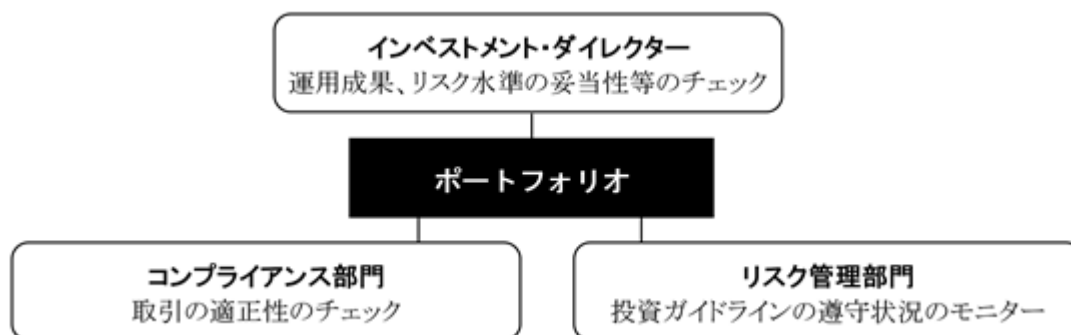 インベストメント・ダイレクター
運用成果、リスク水準の妥当性等のチェック
ポートフォリオ
コンプライアンス部門
取引の適正性のチェック
リスク管理部門
投資ガイドラインの遵守状況のモニター